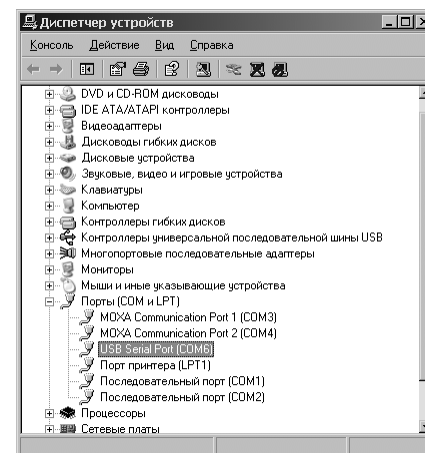 Диспетчер устройств
Консоль Действие Вид Справка
DVD и CD-ROM дисководы
IDE ATA/ATAPI контроллеры
Видеоадаптеры
Дисководы гибких дисков
Дисковые устройства
Звуковые, видео и игровые устройства
Клавиатуры
Компьютер
Контроллеры гибких дисков
Контроллеры универсальной последовательной шины USB
Многопортовые последовательные адаптеры
Мониторы
Мыши и иные указывающие устройства
Порты (COM и LPT)
MOXA Communication Port 1 (COM3)
MOXA Communication Port 2 (COM4)
USB Serial Port (COM6)
Порт принтера (LPT1)
Последовательный порт (COM1)
Последовательный порт (COM2)
Процессоры
Сетевые платы